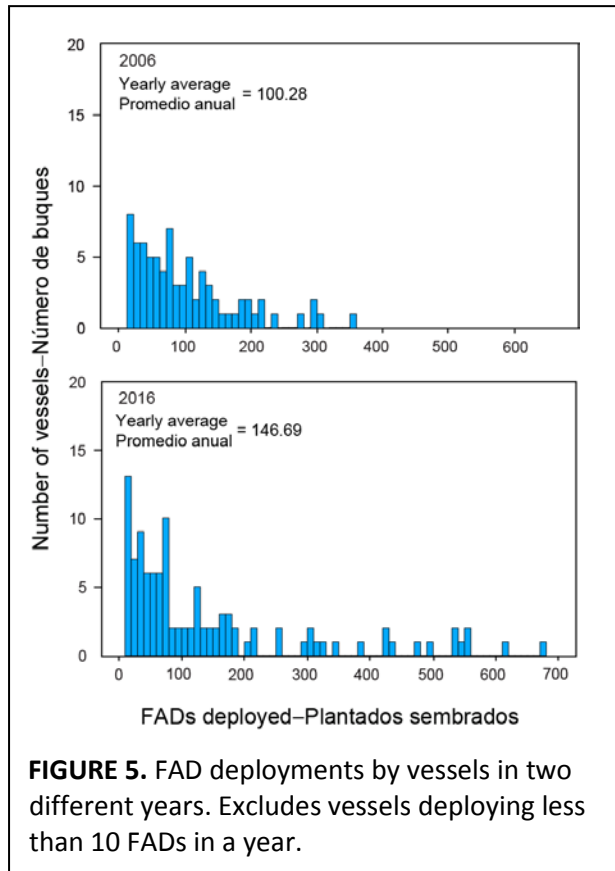 20
2006
Yearly average
Promedio anual = 100.28
15
10
5
0
0 100 200 300 400 500 600
20
2016
Yearly average
Promedio anual = 146.69
15
10
5
0
0 100 200 300 400 500 600 700
Number of vessels–Número de buques
FADs deployed–Plantados sembrados
FIGURE 5. FAD deployments by vessels in two
different years. Excludes vessels deploying less
than 10 FADs in a year.